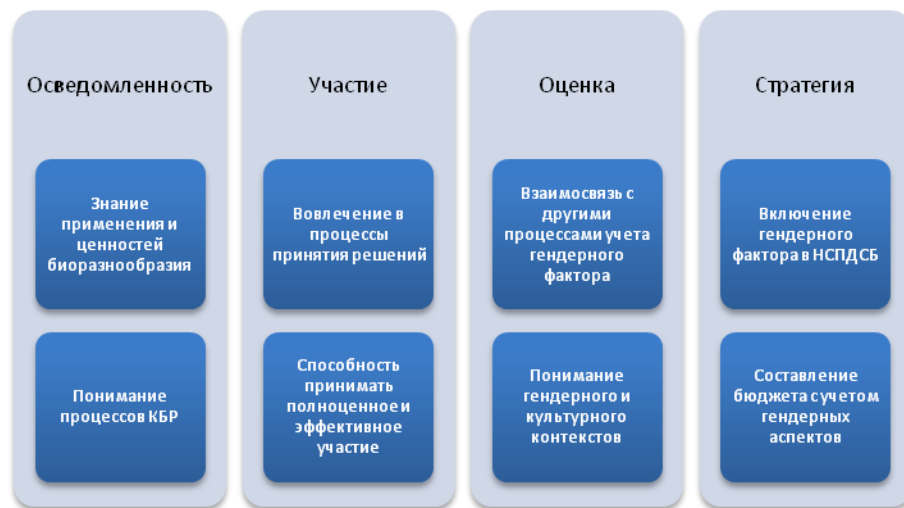 Осведомленность
Знание
применения и
ценностей
биоразнообразия
Понимание
процессов КБР
Участие
Вовлечение в
процессы
принятия решений
Способность
принимать
полноценное и
эффективное
участие
Оценка
Взаимосвязь с
другими
процессами учета
гендерного
фактора
Понимание
гендерного и
культурного
контекстов
Стратегия
Включение
гендерного
фактора в НСПДСБ
Составление
бюджета с учетом
гендерных
аспектов